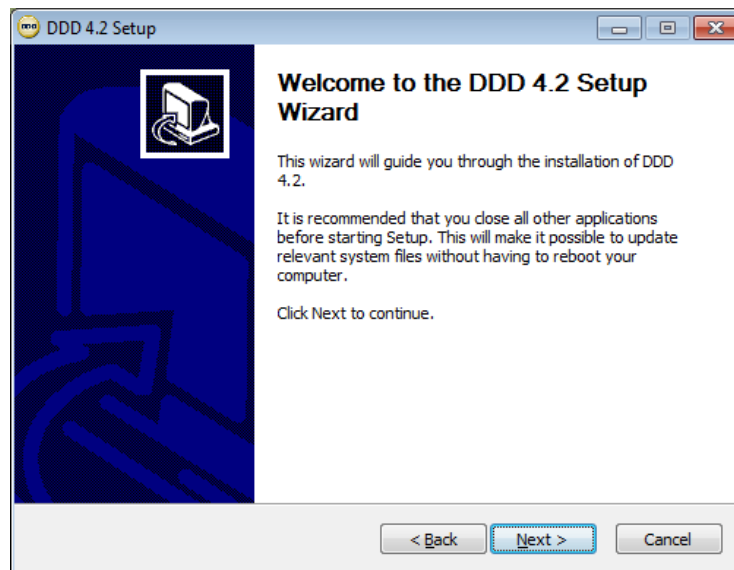 DDD 4.2 Setup
Welcome to the DDD 4.2 Setup
Wizard
This wizard will guide you through the installation of DDD
4.2.
It is recommended that you close all other applications
before starting Setup. This will make it possible to update
relevant system files without having to reboot your
computer.
Click Next to continue.
< Back Next > Cancel